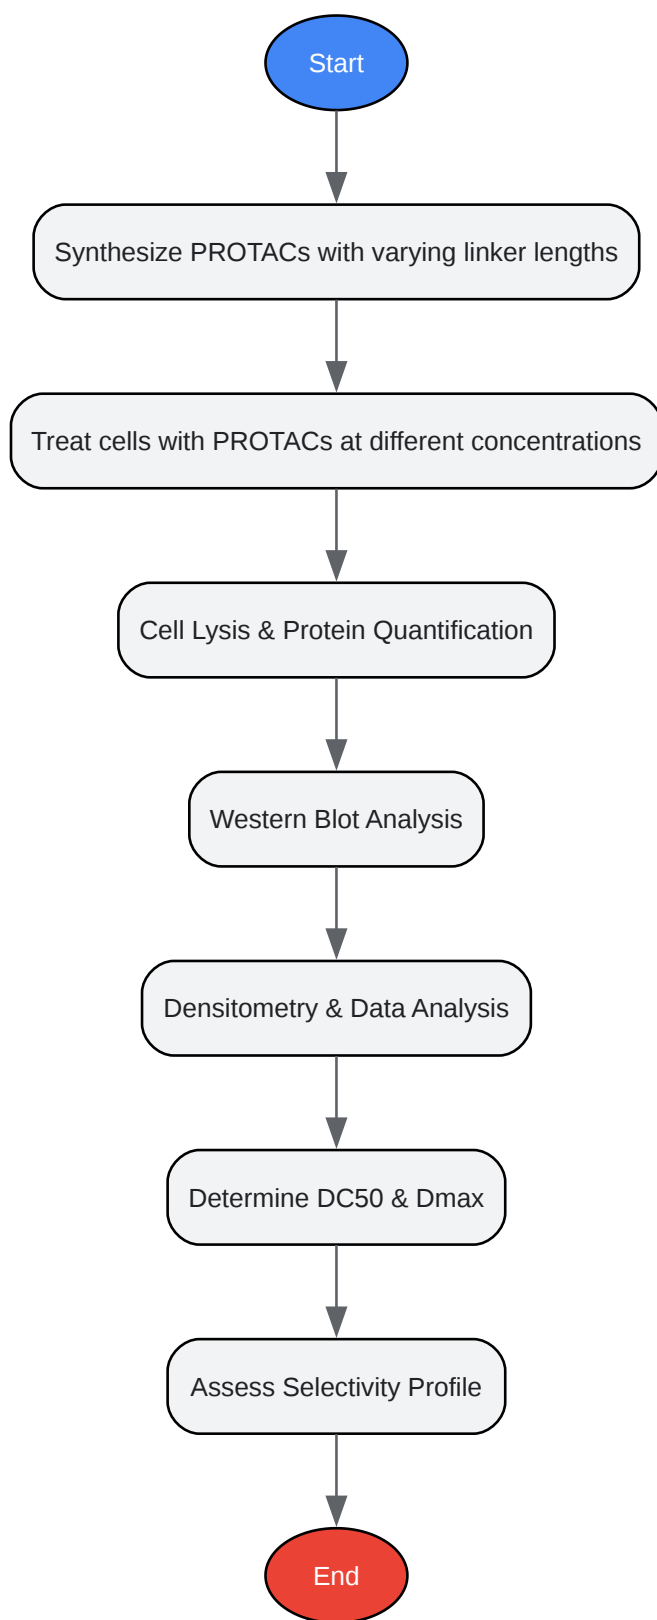 Start
Synthesize PROTACs with varying linker lengths
Treat cells with PROTACs at different concentrations
Cell Lysis & Protein Quantification
Western Blot Analysis
Densitometry & Data Analysis
Determine DC50 & Dmax
Assess Selectivity Profile
End